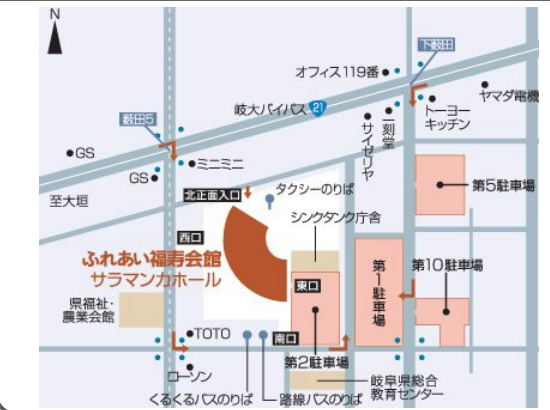 N
オフィス119番
下藪田
岐大バイパス
21
ヤマダ電機
トーヨー
キッチン
一刻堂
サイゼリヤ
藪田5
GS
ミニミニ
GS
至大垣
北正面入口
タクシーのりば
第5駐車場
シンクタンク庁舎
西口
ふれあい福寿会館
サラマンカホール
東口
第1駐車場
第10駐車場
県福祉・
農業会館
TOTO
南口
第2駐車場
ローソン
くるくるバスのりば
路線バスのりば
岐阜県総合
教育センター